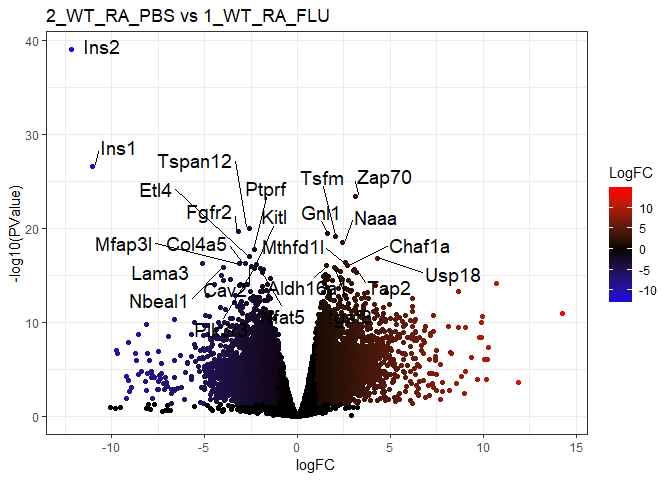 2_WT_RA_PBS vs 1_WT_RA_FLU
40
30
20
10
0
-log10(PValue)
Ins2
Ins1
Tspan12
Etl4
Ptprf
Fgfr2
Kitl
Tsfm
Zap70
Gnl1
Naaa
Mfap3l
Col4a5
Mthfd1l
Chaf1a
Lama3
Usp18
Nbeal1
Tap2
-10
-5
0
5
10
15
logFC
LogFC
10
5
0
-5
-10